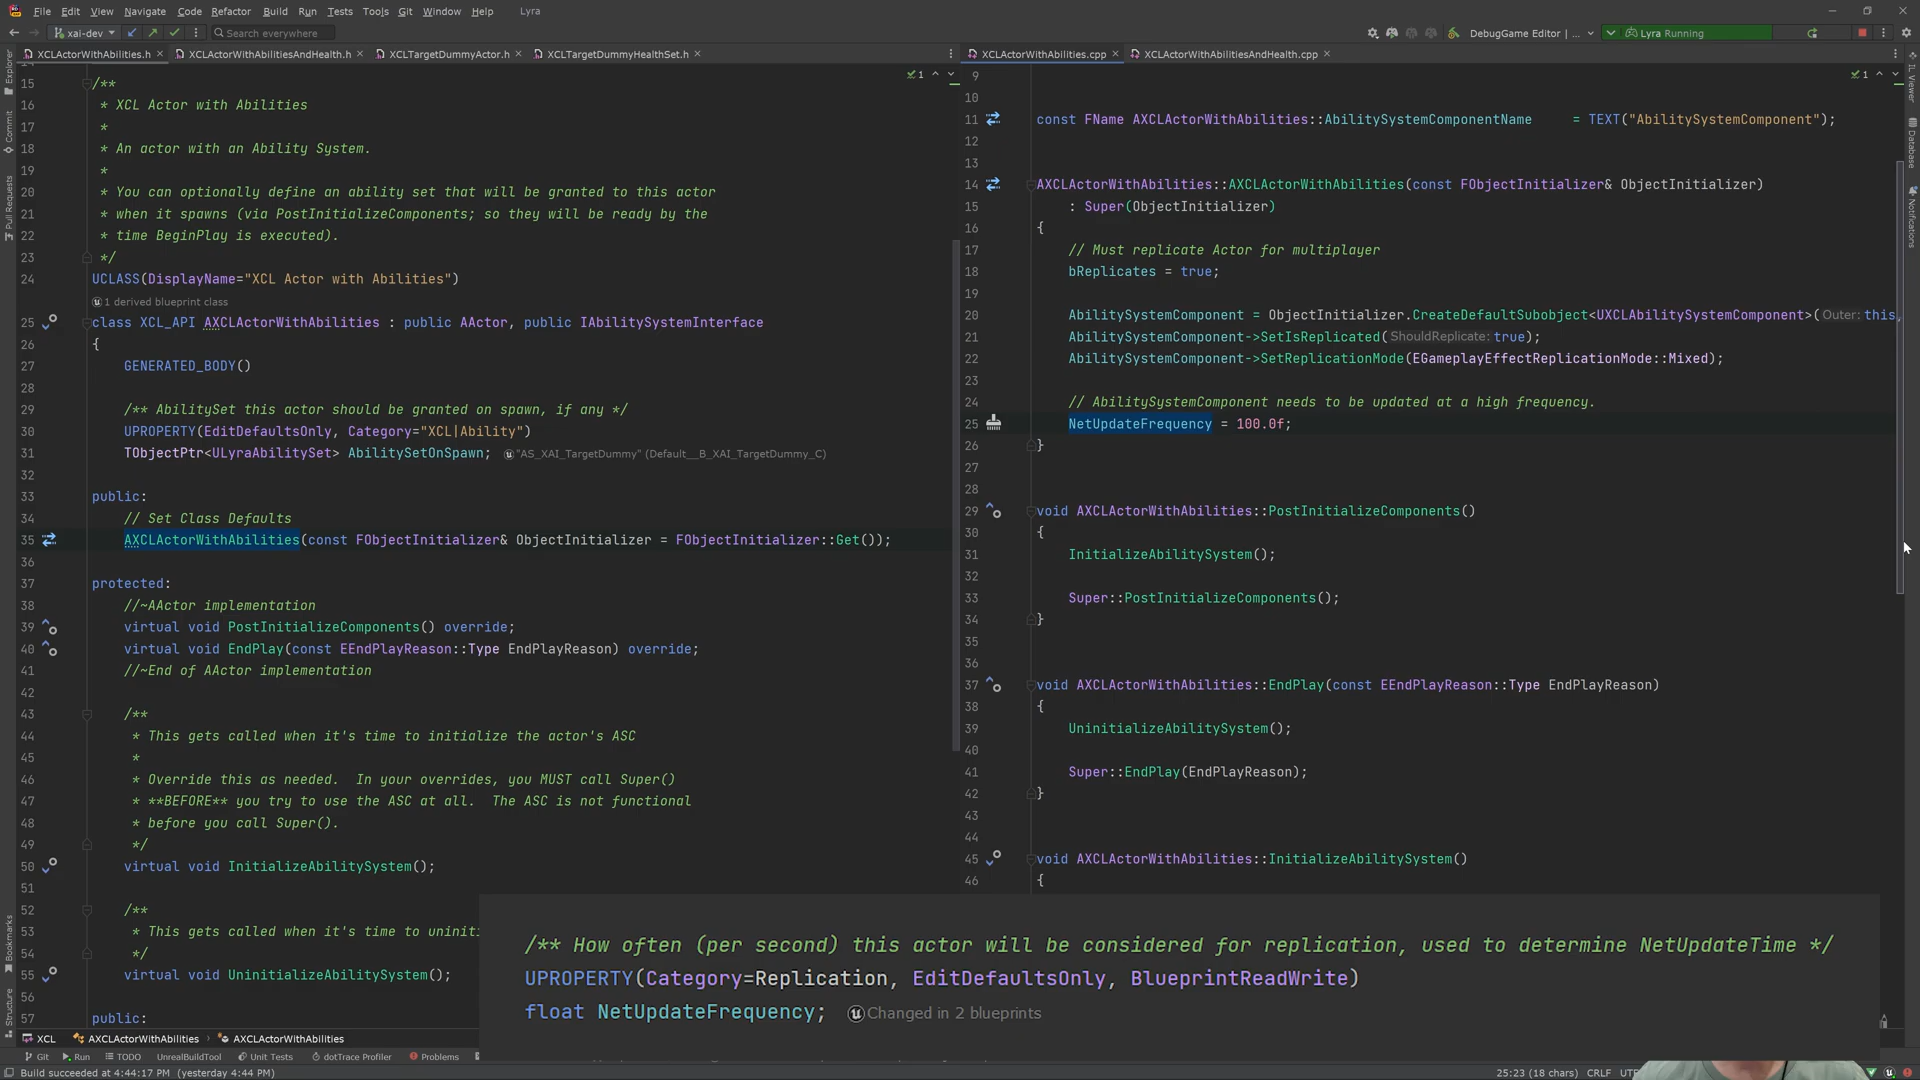 File Edit View Navigate Code Refactor Build Run Tests Tools Git Window Help Lyra
xai-dev Search everywhere DebugGame Editor | ... Lyra Running
XCLActorWithAbilities.h XCLActorWithAbilitiesAndHealth.h XCLTargetDummyActor.h XCLTargetDummyHealthSet.h
15 /**
16 * XCL Actor with Abilities
17 *
18 * An actor with an Ability System.
19 *
20 * You can optionally define an ability set that will be granted to this actor
21 * when it spawns (via PostInitializeComponents; so they will be ready by the
22 * time BeginPlay is executed).
23 */
24 UCLASS(DisplayName="XCL Actor with Abilities")
1 derived blueprint class
25 class XCL_API AXCLActorWithAbilities : public AActor, public IAbilitySystemInterface
26 {
27 GENERATED_BODY()
28
29 /** AbilitySet this actor should be granted on spawn, if any */
30 UPROPERTY(EditDefaultsOnly, Category="XCL|Ability")
31 TObjectPtr<ULyraAbilitySet> AbilitySetOnSpawn; "AS_XAI_TargetDummy" (Default__B_XAI_TargetDummy_C)
32
33 public:
34 // Set Class Defaults
35 AXCLActorWithAbilities(const FObjectInitializer& ObjectInitializer = FObjectInitializer::Get());
36
37 protected:
38 //~AActor implementation
39 virtual void PostInitializeComponents() override;
40 virtual void EndPlay(const EEndPlayReason::Type EndPlayReason) override;
41 //~End of AActor implementation
42
43 /**
44 * This gets called when it's time to initialize the actor's ASC
45 *
46 * Override this as needed. In your overrides, you MUST call Super()
47 * **BEFORE** you try to use the ASC at all. The ASC is not functional
48 * before you call Super().
49 */
50 virtual void InitializeAbilitySystem();
51
52 /**
53 * This gets called when it's time to uninit
54 */
55 virtual void UninitializeAbilitySystem();
56
57 public:
XCLActorWithAbilities.cpp XCLActorWithAbilitiesAndHealth.cpp
9
10
11 const FName AXCLActorWithAbilities::AbilitySystemComponentName = TEXT("AbilitySystemComponent");
12
13
14 AXCLActorWithAbilities::AXCLActorWithAbilities(const FObjectInitializer& ObjectInitializer)
15 : Super(ObjectInitializer)
16 {
17 // Must replicate Actor for multiplayer
18 bReplicates = true;
19
20 AbilitySystemComponent = ObjectInitializer.CreateDefaultSubobject<UXCLAbilitySystemComponent>(Outer: this,
21 AbilitySystemComponent->SetIsReplicated(ShouldReplicate: true);
22 AbilitySystemComponent->SetReplicationMode(EGameplayEffectReplicationMode::Mixed);
23
24 // AbilitySystemComponent needs to be updated at a high frequency.
25 NetUpdateFrequency = 100.0f;
26 }
27
28
29 void AXCLActorWithAbilities::PostInitializeComponents()
30 {
31 InitializeAbilitySystem();
32
33 Super::PostInitializeComponents();
34 }
35
36
37 void AXCLActorWithAbilities::EndPlay(const EEndPlayReason::Type EndPlayReason)
38 {
39 UninitializeAbilitySystem();
40
41 Super::EndPlay(EndPlayReason);
42 }
43
44
45 void AXCLActorWithAbilities::InitializeAbilitySystem()
46 {
/** How often (per second) this actor will be considered for replication, used to determine NetUpdateTime */
UPROPERTY(Category=Replication, EditDefaultsOnly, BlueprintReadWrite)
float NetUpdateFrequency; Changed in 2 blueprints
Explorer
Commit
Pull Requests
Bookmarks
Structure
IL Viewer
Database
Notifications
XCL AXCLActorWithAbilities AXCLActorWithAbilities
Git Run TODO UnrealBuildTool Unit Tests dotTrace Profiler Problems
Build succeeded at 4:44:17 PM (yesterday 4:44 PM) 25:23 (18 chars) CRLF